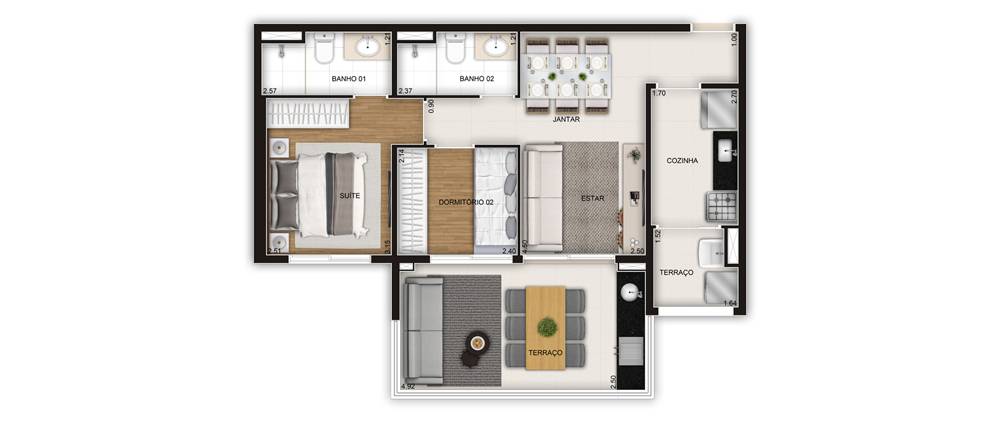 1.21
1.21
1.00
BANHO 01
BANHO 02
2.57
2.37
1.70
2.70
0.90
JANTAR
2.14
COZINHA
SUÍTE
DORMITÓRIO 02
ESTAR
1.52
2.51
3.15
2.40
4.50
2.50
TERRAÇO
1.64
TERRAÇO
4.92
2.50